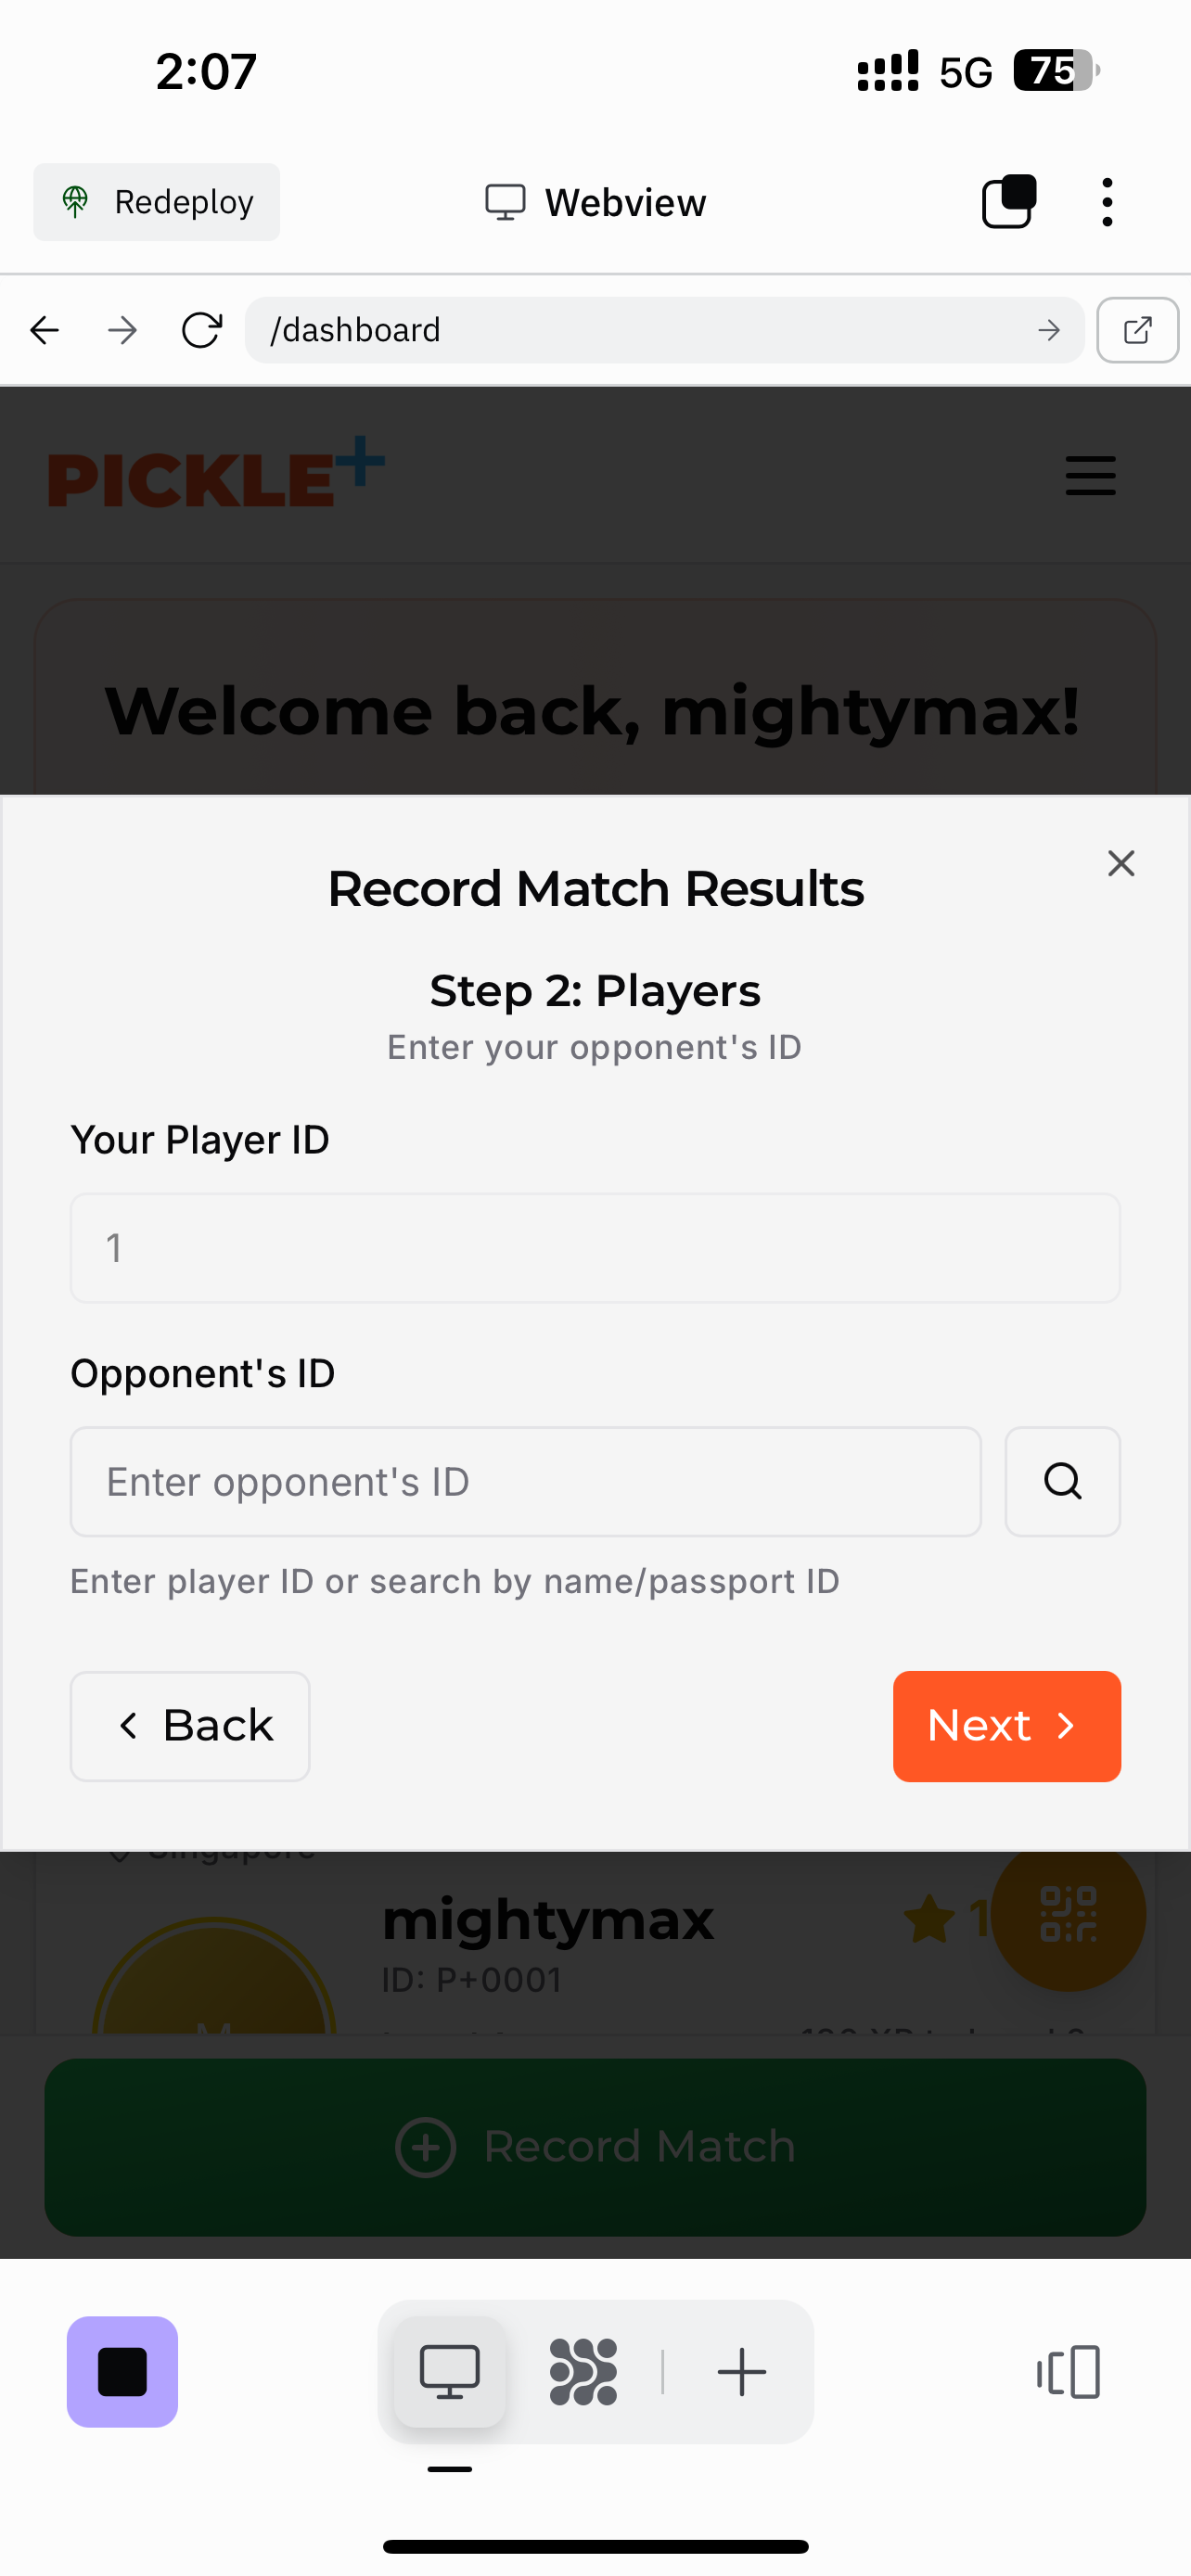 2:07
5G 75
Redeploy
Webview
/dashboard
PICKLE+
Welcome back, mightymax!
Record Match Results
Step 2: Players
Enter your opponent's ID
Your Player ID
1
Opponent's ID
Enter opponent's ID
Enter player ID or search by name/passport ID
Back
Next
Singapore
mightymax
1
ID: P+0001
M
Record Match